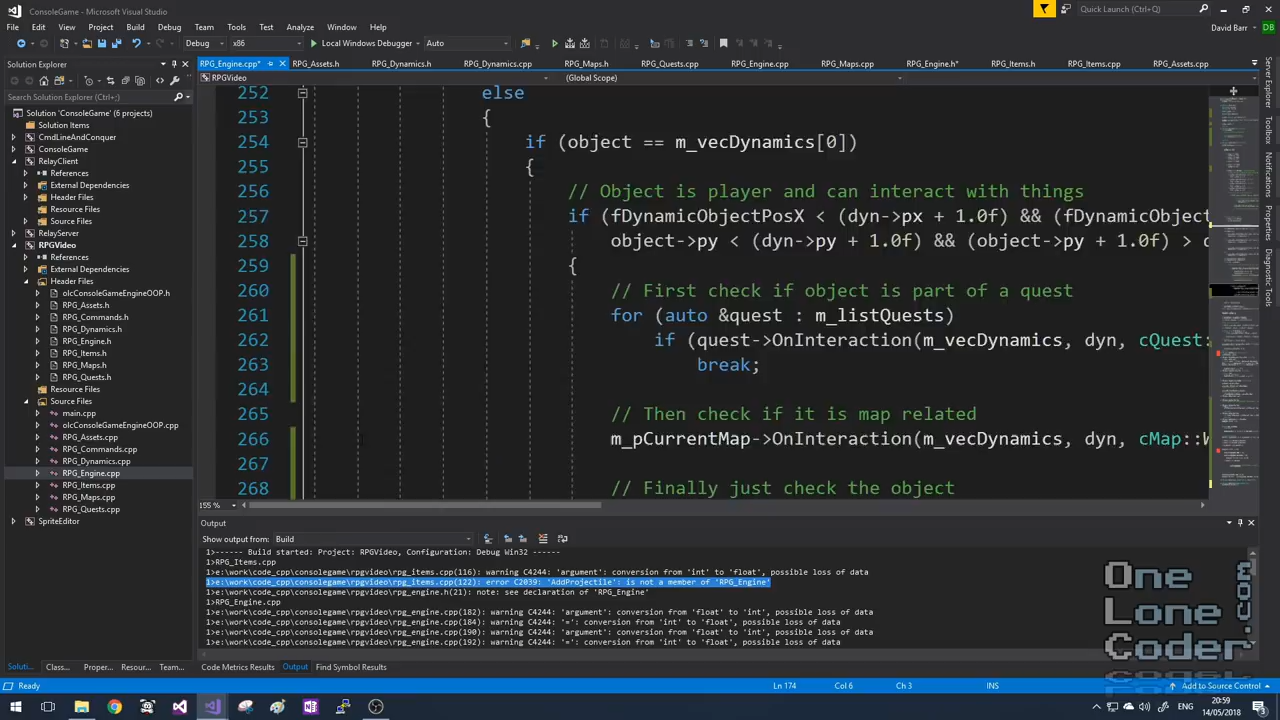 ConsoleGame - Microsoft Visual Studio
Quick Launch (Ctrl+Q)
File Edit View Project Build Debug Team Tools Test Analyze Window Help
David Barr DB
Debug x86 Local Windows Debugger Auto
Solution Explorer
RPG_Engine.cpp* RPG_Assets.h RPG_Dynamics.h RPG_Dynamics.cpp RPG_Maps.h RPG_Quests.cpp RPG_Engine.cpp RPG_Maps.cpp RPG_Engine.h* RPG_Items.h RPG_Items.cpp RPG_Assets.cpp
RPGVideo (Global Scope)
Search Solution Explorer (Ctrl+;)
Solution 'ConsoleGame' (6 projects)
Solution Items
CmdLineAndConquer
ConsoleGame
RelayClient
References
External Dependencies
Header Files
Resource Files
Source Files
RelayServer
RPGVideo
References
External Dependencies
Header Files
olcConsoleGameEngineOOP.h
RPG_Assets.h
RPG_Commands.h
RPG_Dynamics.h
RPG_Engine.h
RPG_Items.h
RPG_Maps.h
RPG_Quests.h
Resource Files
Source Files
main.cpp
olcConsoleGameEngineOOP.cpp
RPG_Assets.cpp
RPG_Commands.cpp
RPG_Dynamics.cpp
RPG_Engine.cpp
RPG_Items.cpp
RPG_Maps.cpp
RPG_Quests.cpp
SpriteEditor
252 else
253 {
254 if (object == m_vecDynamics[0])
255 {
256 // Object is player and can interact with things
257 if (fDynamicObjectPosX < (dyn->px + 1.0f) && (fDynamicObjec
258 object->py < (dyn->py + 1.0f) && (object->py + 1.0f) >
259 {
260 // First check if object is part of a quest
261 for (auto &quest : m_listQuests)
262 if (quest->OnInteraction(m_vecDynamics, dyn, cQuest:
263 break;
264
265 // Then check if it is map related
266 m_pCurrentMap->OnInteraction(m_vecDynamics, dyn, cMap::
267
268 // Finally just check the object
155 %
Server Explorer
Toolbox
Properties
Diagnostic Tools
Output
Show output from: Build
1>------ Build started: Project: RPGVideo, Configuration: Debug Win32 ------
1>RPG_Items.cpp
1>e:\work\code_cpp\consolegame\rpgvideo\rpg_items.cpp(116): warning C4244: 'argument': conversion from 'int' to 'float', possible loss of data
1>e:\work\code_cpp\consolegame\rpgvideo\rpg_items.cpp(122): error C2039: 'AddProjectile': is not a member of 'RPG_Engine'
1>e:\work\code_cpp\consolegame\rpgvideo\rpg_engine.h(21): note: see declaration of 'RPG_Engine'
1>RPG_Engine.cpp
1>e:\work\code_cpp\consolegame\rpgvideo\rpg_engine.cpp(182): warning C4244: 'argument': conversion from 'float' to 'int', possible loss of data
1>e:\work\code_cpp\consolegame\rpgvideo\rpg_engine.cpp(184): warning C4244: '=': conversion from 'int' to 'float', possible loss of data
1>e:\work\code_cpp\consolegame\rpgvideo\rpg_engine.cpp(190): warning C4244: 'argument': conversion from 'float' to 'int', possible loss of data
1>e:\work\code_cpp\consolegame\rpgvideo\rpg_engine.cpp(192): warning C4244: '=': conversion from 'int' to 'float', possible loss of data
One
Lone
Coder
.com
Soluti... Class... Proper... Resour... Team...
Code Metrics Results Output Find Symbol Results
Ready Ln 174 Col 6 Ch 3 INS Add to Source Control
20:59
14/05/2018